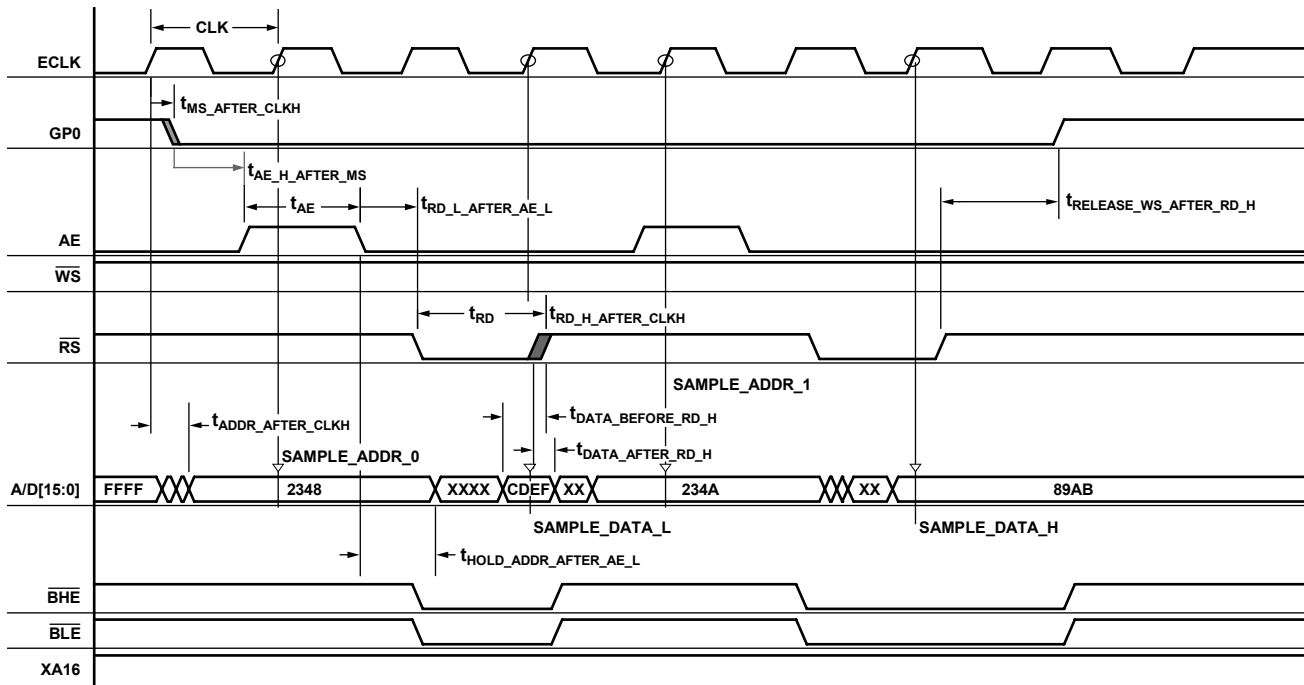 CLK
ECLK
tMS_AFTER_CLKH
GP0
tAE_H_AFTER_MS
tAE
tRD_L_AFTER_AE_L
tRELEASE_WS_AFTER_RD_H
AE
WS
tRD
tRD_H_AFTER_CLKH
RS
SAMPLE_ADDR_1
tADDR_AFTER_CLKH
tDATA_BEFORE_RD_H
SAMPLE_ADDR_0
tDATA_AFTER_RD_H
A/D[15:0] FFFF 2348 XXXX CDEF XX 234A XX 89AB
SAMPLE_DATA_L
SAMPLE_DATA_H
tHOLD_ADDR_AFTER_AE_L
BHE
BLE
XA16